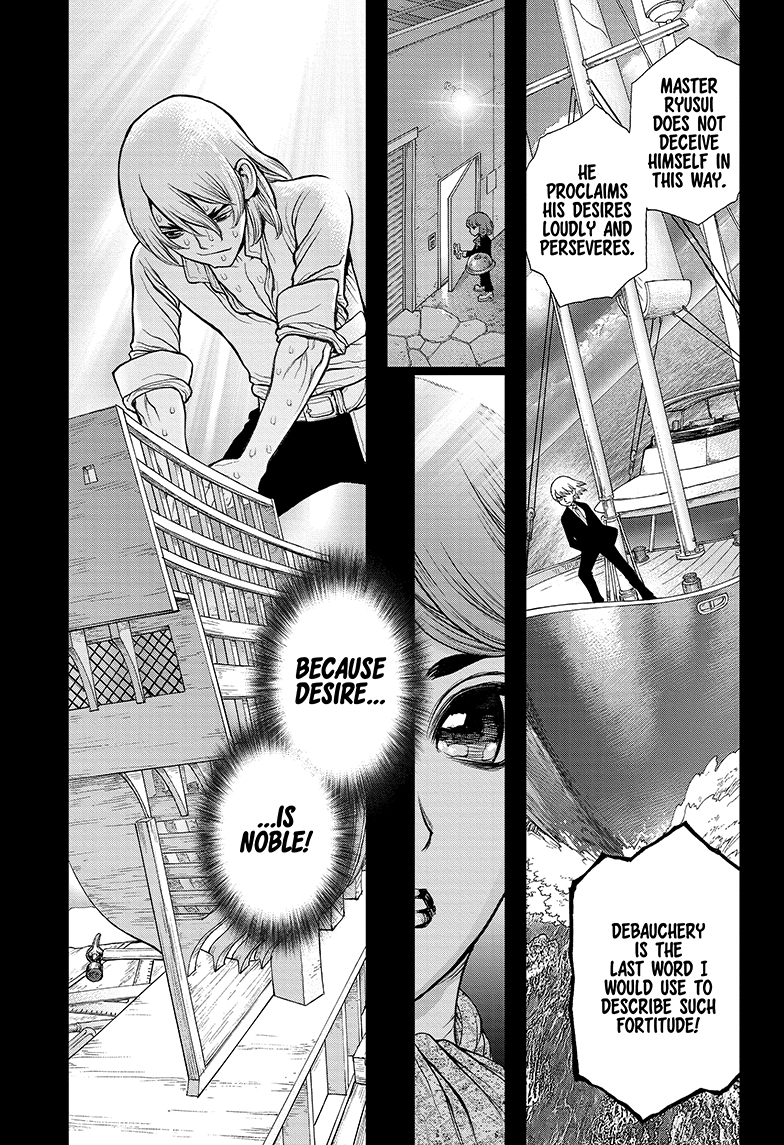 MASTER
RYUSUI
DOES NOT
DECEIVE
HIMSELF IN
THIS WAY.
HE
PROCLAIMS
HIS DESIRES
LOUDLY AND
PERSEVERES.
DEBAUCHERY
IS THE
LAST WORD I
WOULD USE TO
DESCRIBE SUCH
FORTITUDE!
BECAUSE
DESIRE...
...IS
NOBLE!